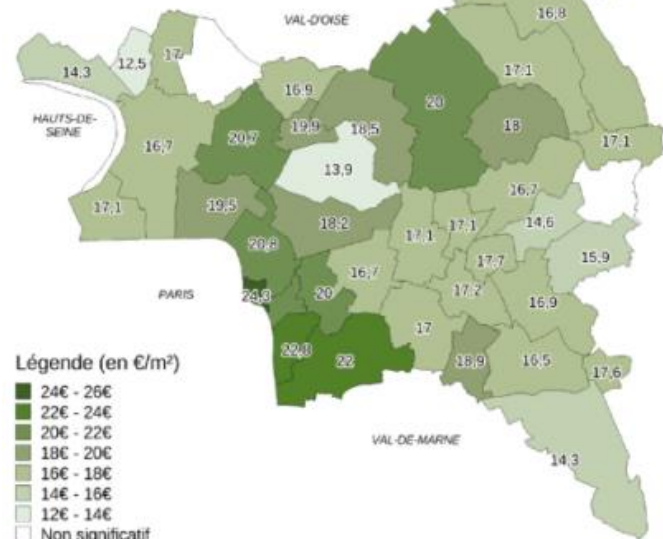 16,8
VAL-D'OISE
17
12,5
14,3
17,1
16,9
20
HAUTS-DE-
SEINE
19,9
18,5
18
20,7
17,1
16,7
13,9
16,7
17,1
19,5
18,2
14,6
17,1
17,1
20,8
15,9
17,7
16,7
PARIS
24,3
20
17,2
16,9
17
22,8
22
18,9
16,5
17,6
Légende (en €/m²)
24€ - 26€
22€ - 24€
20€ - 22€
18€ - 20€
16€ - 18€
14€ - 16€
12€ - 14€
Non significatif
VAL-DE-MARNE
14,3